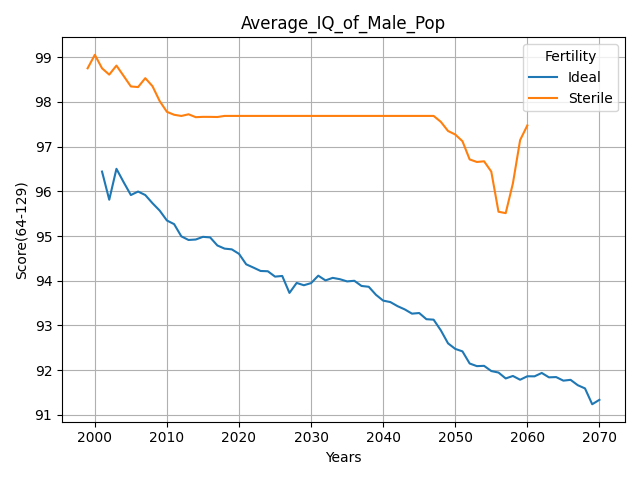 Average_IQ_of_Male_Pop
Fertility
Ideal
Sterile
Score(64-129)
99
98
97
96
95
94
93
92
91
2000 2010 2020 2030 2040 2050 2060 2070
Years